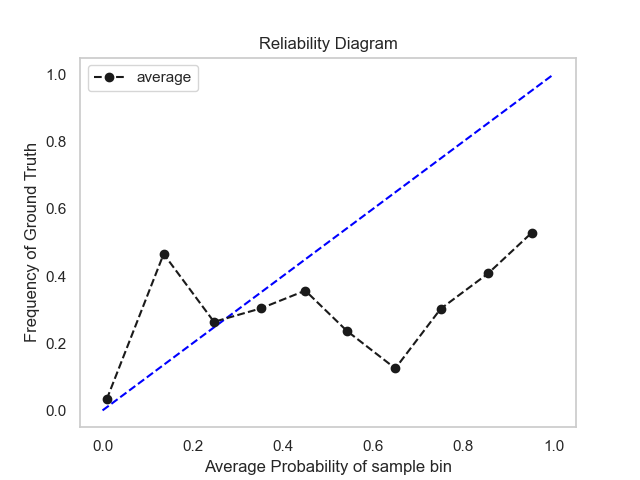 Reliability Diagram
average
Frequency of Ground Truth
1.0
0.8
0.6
0.4
0.2
0.0
0.0 0.2 0.4 0.6 0.8 1.0
Average Probability of sample bin